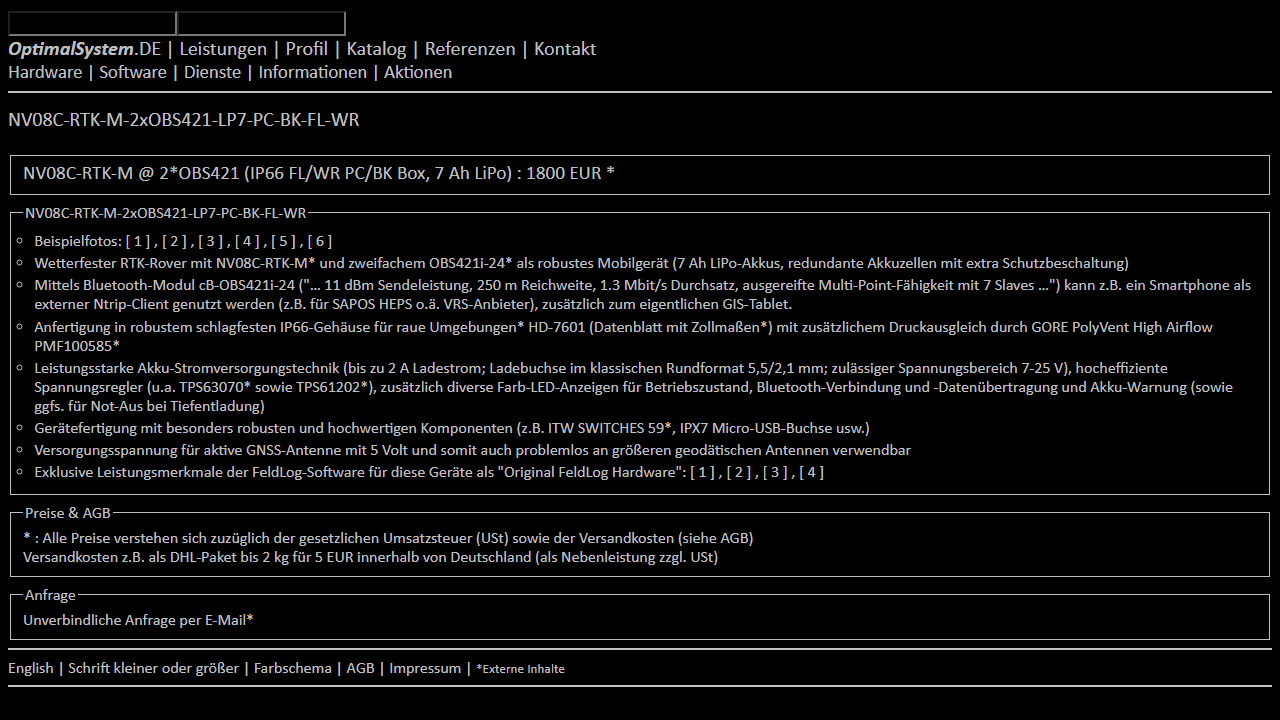 OptimalSystem.DE | Leistungen | Profil | Katalog | Referenzen | Kontakt
Hardware | Software | Dienste | Informationen | Aktionen
NV08C-RTK-M-2xOBS421-LP7-PC-BK-FL-WR
NV08C-RTK-M @ 2*OBS421 (IP66 FL/WR PC/BK Box, 7 Ah LiPo) : 1800 EUR *
NV08C-RTK-M-2xOBS421-LP7-PC-BK-FL-WR
Beispielfotos: [ 1 ] , [ 2 ] , [ 3 ] , [ 4 ] , [ 5 ] , [ 6 ]
Wetterfester RTK-Rover mit NV08C-RTK-M* und zweifachem OBS421i-24* als robustes Mobilgerät (7 Ah LiPo-Akkus, redundante Akkuzellen mit extra Schutzbeschaltung)
Mittels Bluetooth-Modul cB-OBS421i-24 ("... 11 dBm Sendeleistung, 250 m Reichweite, 1.3 Mbit/s Durchsatz, ausgereifte Multi-Point-Fähigkeit mit 7 Slaves ...") kann z.B. ein Smartphone als
externer Ntrip-Client genutzt werden (z.B. für SAPOS HEPS o.ä. VRS-Anbieter), zusätzlich zum eigentlichen GIS-Tablet.
Anfertigung in robustem schlagfesten IP66-Gehäuse für raue Umgebungen* HD-7601 (Datenblatt mit Zollmaßen*) mit zusätzlichem Druckausgleich durch GORE PolyVent High Airflow
PMF100585*
Leistungsstarke Akku-Stromversorgungstechnik (bis zu 2 A Ladestrom; Ladebuchse im klassischen Rundformat 5,5/2,1 mm; zulässiger Spannungsbereich 7-25 V), hocheffiziente
Spannungsregler (u.a. TPS63070* sowie TPS61202*), zusätzlich diverse Farb-LED-Anzeigen für Betriebszustand, Bluetooth-Verbindung und -Datenübertragung und Akku-Warnung (sowie
ggfs. für Not-Aus bei Tiefentladung)
Gerätefertigung mit besonders robusten und hochwertigen Komponenten (z.B. ITW SWITCHES 59*, IPX7 Micro-USB-Buchse usw.)
Versorgungsspannung für aktive GNSS-Antenne mit 5 Volt und somit auch problemlos an größeren geodätischen Antennen verwendbar
Exklusive Leistungsmerkmale der FeldLog-Software für diese Geräte als "Original FeldLog Hardware": [ 1 ] , [ 2 ] , [ 3 ] , [ 4 ]
Preise & AGB
* : Alle Preise verstehen sich zuzüglich der gesetzlichen Umsatzsteuer (USt) sowie der Versandkosten (siehe AGB)
Versandkosten z.B. als DHL-Paket bis 2 kg für 5 EUR innerhalb von Deutschland (als Nebenleistung zzgl. USt)
Anfrage
Unverbindliche Anfrage per E-Mail*
English | Schrift kleiner oder größer | Farbschema | AGB | Impressum | *Externe Inhalte